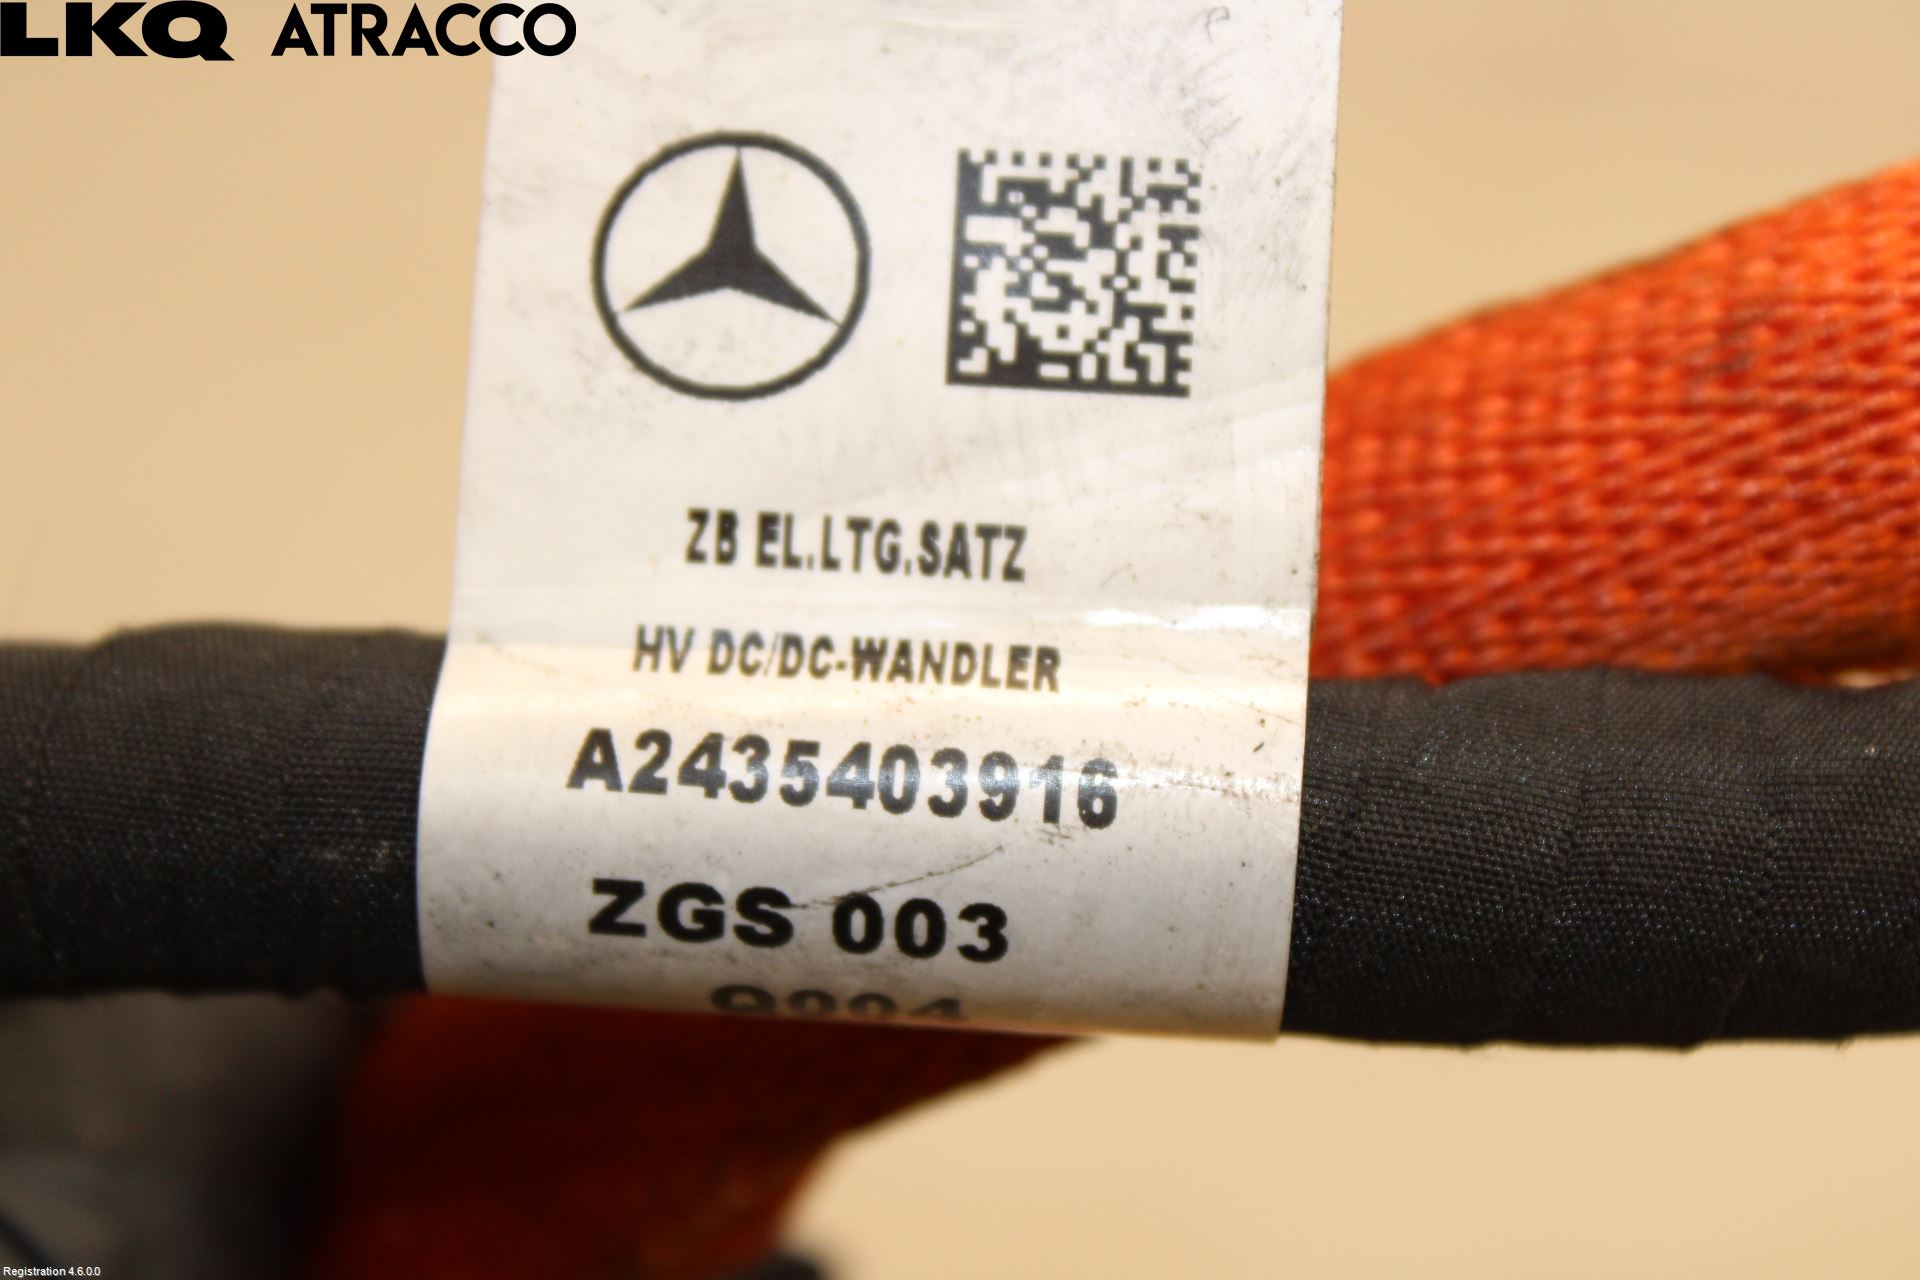 LKQ ATRACCO
ZB EL.LTG.SATZ
HV DC/DC-WANDLER
A2435403916
ZGS 003
Registration 4.6.0.0